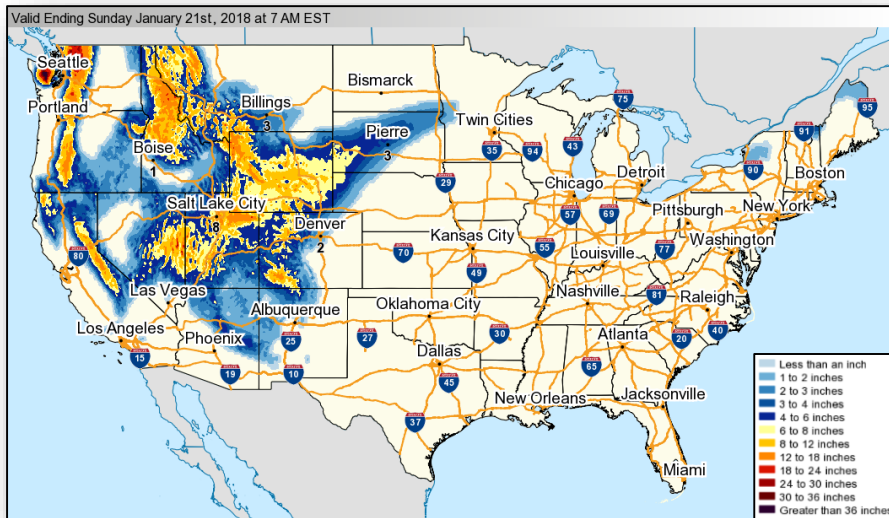 Valid Ending Sunday January 21st, 2018 at 7 AM EST
Seattle
Portland
Billings
3
Bismarck
Boise
1
Pierre
3
Twin Cities
75
95
35
94
43
91
90
29
Salt Lake City
8
Denver
2
Chicago
Detroit
Boston
57
69
Pittsburgh
New York
80
70
Kansas City
55
Louisville
77
Washington
49
Las Vegas
Albuquerque
Oklahoma City
Nashville
81
Raleigh
Los Angeles
Phoenix
25
27
30
Atlanta
20
40
15
19
10
Dallas
45
65
37
New Orleans
Jacksonville
Miami
Less than an inch
1 to 2 inches
2 to 3 inches
3 to 4 inches
4 to 6 inches
6 to 8 inches
8 to 12 inches
12 to 18 inches
18 to 24 inches
24 to 30 inches
30 to 36 inches
Greater than 36 inches